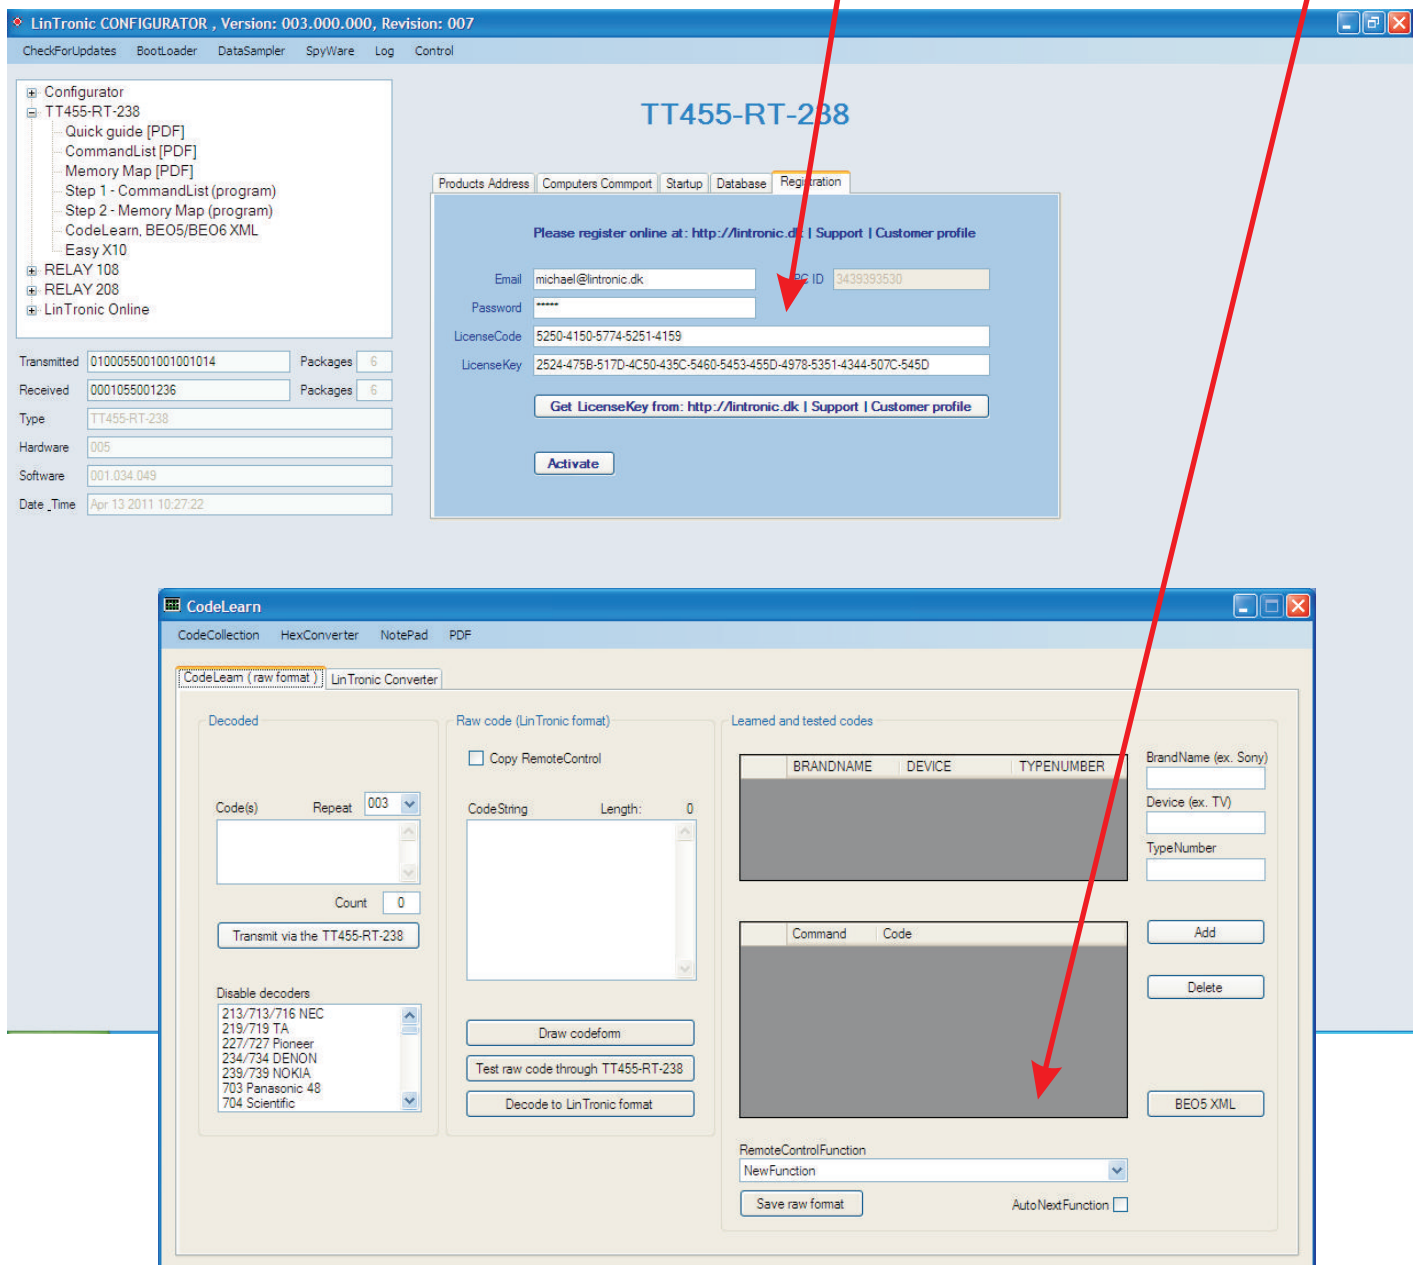 LinTronic CONFIGURATOR , Version: 003.000.000, Revision: 007
CheckForUpdates BootLoader DataSampler SpyWare Log Control
Configurator
TT455-RT-238
Quick guide [PDF]
CommandList [PDF]
Memory Map [PDF]
Step 1 - CommandList (program)
Step 2 - Memory Map (program)
CodeLearn, BEO5/BEO6 XML
Easy X10
RELAY 108
RELAY 208
LinTronic Online
Transmitted 0100055001001001014 Packages 6
Received 0001055001236 Packages 6
Type TT455-RT-238
Hardware 005
Software 001.034.049
Date_Time Apr 13 2011 10:27:22
TT455-RT-238
Products Address Computers Commport Startup Database Registration
Please register online at: http://lintronic.dk | Support | Customer profile
Email michael@lintronic.dk PC ID 3439393530
Password *****
LicenseCode 5250-4150-5774-5251-4159
LicenseKey 2524-475B-517D-4C50-435C-5460-5453-455D-4978-5351-4344-507C-545D
Get LicenseKey from: http://lintronic.dk | Support | Customer profile
Activate
CodeLearn
CodeCollection HexConverter NotePad PDF
CodeLearn ( raw format ) LinTronic Converter
Decoded
Code(s) Repeat 003
Count 0
Transmit via the TT455-RT-238
Disable decoders
213/713/716 NEC
219/719 TA
227/727 Pioneer
234/734 DENON
239/739 NOKIA
703 Panasonic 48
704 Scientific
Raw code (LinTronic format)
Copy RemoteControl
CodeString Length: 0
Draw codeform
Test raw code through TT455-RT-238
Decode to LinTronic format
Learned and tested codes
BRANDNAME DEVICE TYPENUMBER
Command Code
RemoteControlFunction
NewFunction
Save raw format AutoNextFunction
BrandName (ex. Sony)
Device (ex. TV)
TypeNumber
Add
Delete
BEO5 XML